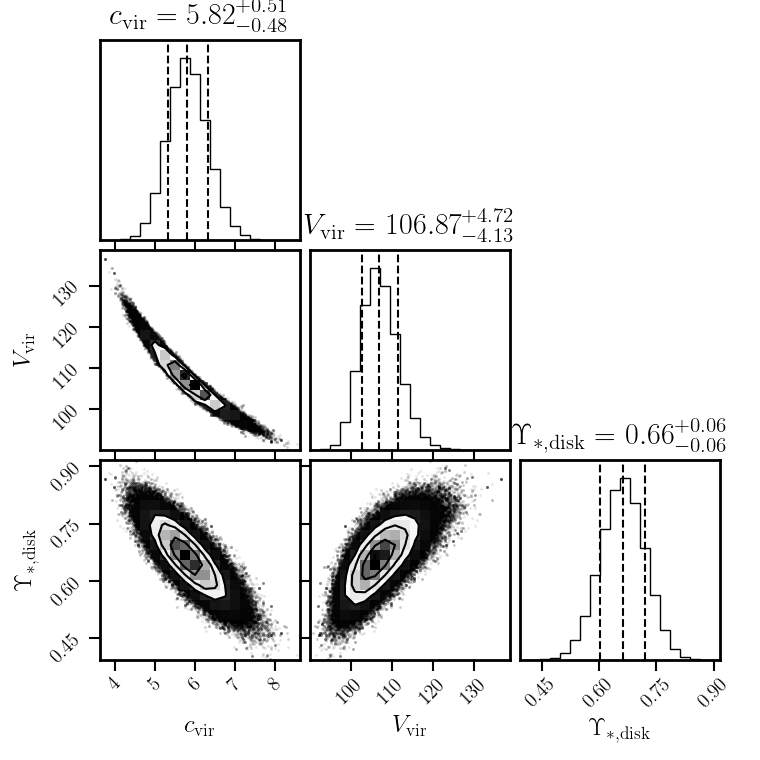 c_vir = 5.82^{+0.51}_{-0.48}
V_vir = 106.87^{+4.72}_{-4.13}
V_vir
130
120
110
100
ϒ_{*,disk} = 0.66^{+0.06}_{-0.06}
ϒ_{*,disk}
0.90
0.75
0.60
0.45
4 5 6 7 8
100 110 120 130
0.45 0.60 0.75 0.90
c_vir
V_vir
ϒ_{*,disk}